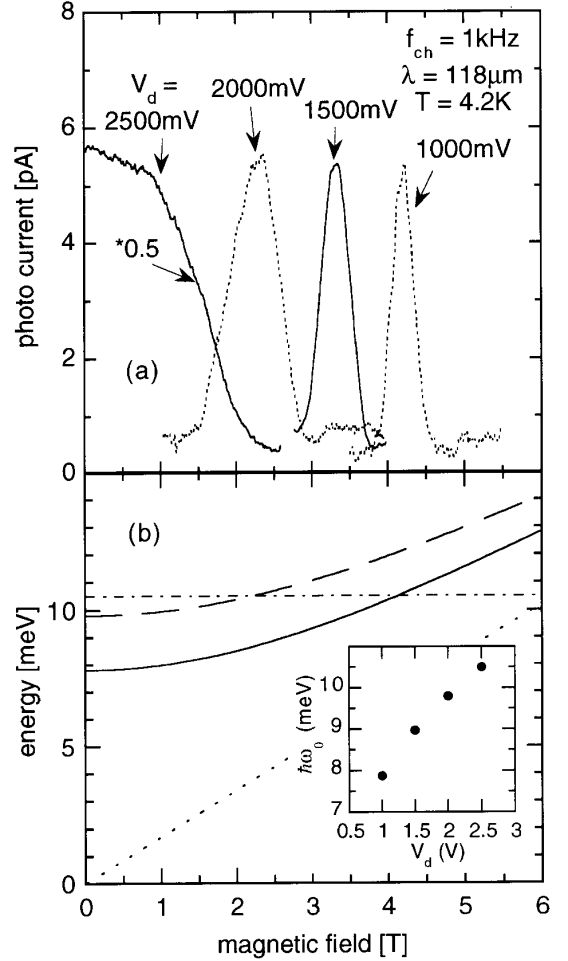 8
6
4
2
0
photo current [pA]
f_ch = 1kHz
λ = 118μm
T = 4.2K
V_d =
2500mV
2000mV
1500mV
1000mV
*0.5
(a)
(b)
10
5
0
energy [meV]
10
9
8
7
ħω_0 (meV)
0.5 1 1.5 2 2.5 3
V_d (V)
0 1 2 3 4 5 6
magnetic field [T]